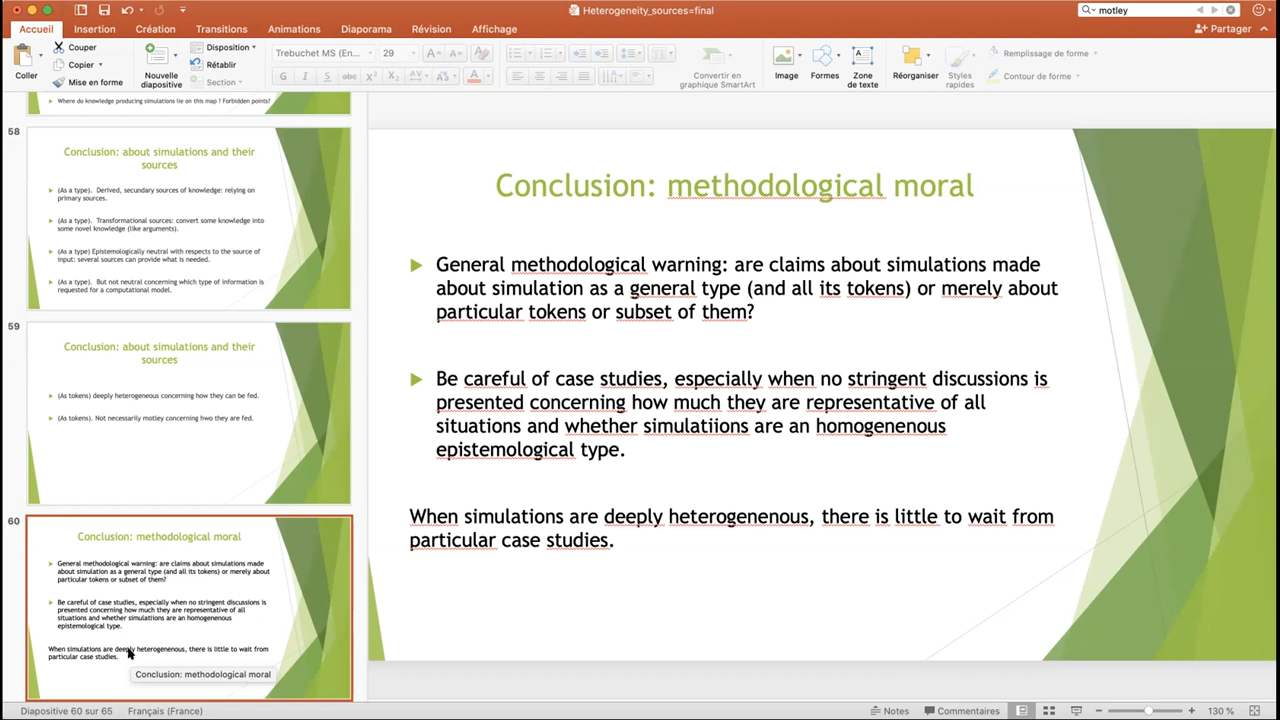 Heterogeneity_sources=final
motley
Accueil Insertion Création Transitions Animations Diaporama Révision Affichage
Partager
Coller
Couper
Copier
Mise en forme
Nouvelle
diapositive
Disposition
Rétablir
Section
Trebuchet MS (En... 29
G I S abc X² X₂ AV Aa A
Convertir en
graphique SmartArt
Image
Formes
Zone
de texte
Réorganiser
Styles
rapides
Remplissage de forme
Contour de forme
Where do knowledge producing simulations lie on this map ? Forbidden points?
58
Conclusion: about simulations and their
sources
(As a type). Derived, secundary sources of knowledge: relying on
primary sources.
(As a type). Transformational sources: convert some knowledge into
some novel knowledge (like arguments).
(As a type) Epistemologically neutral with respects to the source of
input: several sources can provide what is needed.
(As a type). But not neutral concerning which type of information is
requested for a computational model.
59
Conclusion: about simulations and their
sources
(As tokens) deeply heterogeneous concerning how they can be fed.
(As tokens). Not necessarily motley concerning hwo they are fed.
60
Conclusion: methodological moral
General methodological warning: are claims about simulations made
about simulation as a general type (and all its tokens) or merely about
particular tokens or subset of them?
Be careful of case studies, especially when no stringent discussions is
presented concerning how much they are representative of all
situations and whether simulations are an homogenenous
epistemological type.
When simulations are deeply heterogenenous, there is little to wait from
particular case studies.
Conclusion: methodological moral
Conclusion: methodological moral
General methodological warning: are claims about simulations made
about simulation as a general type (and all its tokens) or merely about
particular tokens or subset of them?
Be careful of case studies, especially when no stringent discussions is
presented concerning how much they are representative of all
situations and whether simulatiions are an homogenenous
epistemological type.
When simulations are deeply heterogenenous, there is little to wait from
particular case studies.
Diapositive 60 sur 65 Français (France) Notes Commentaires 130 %